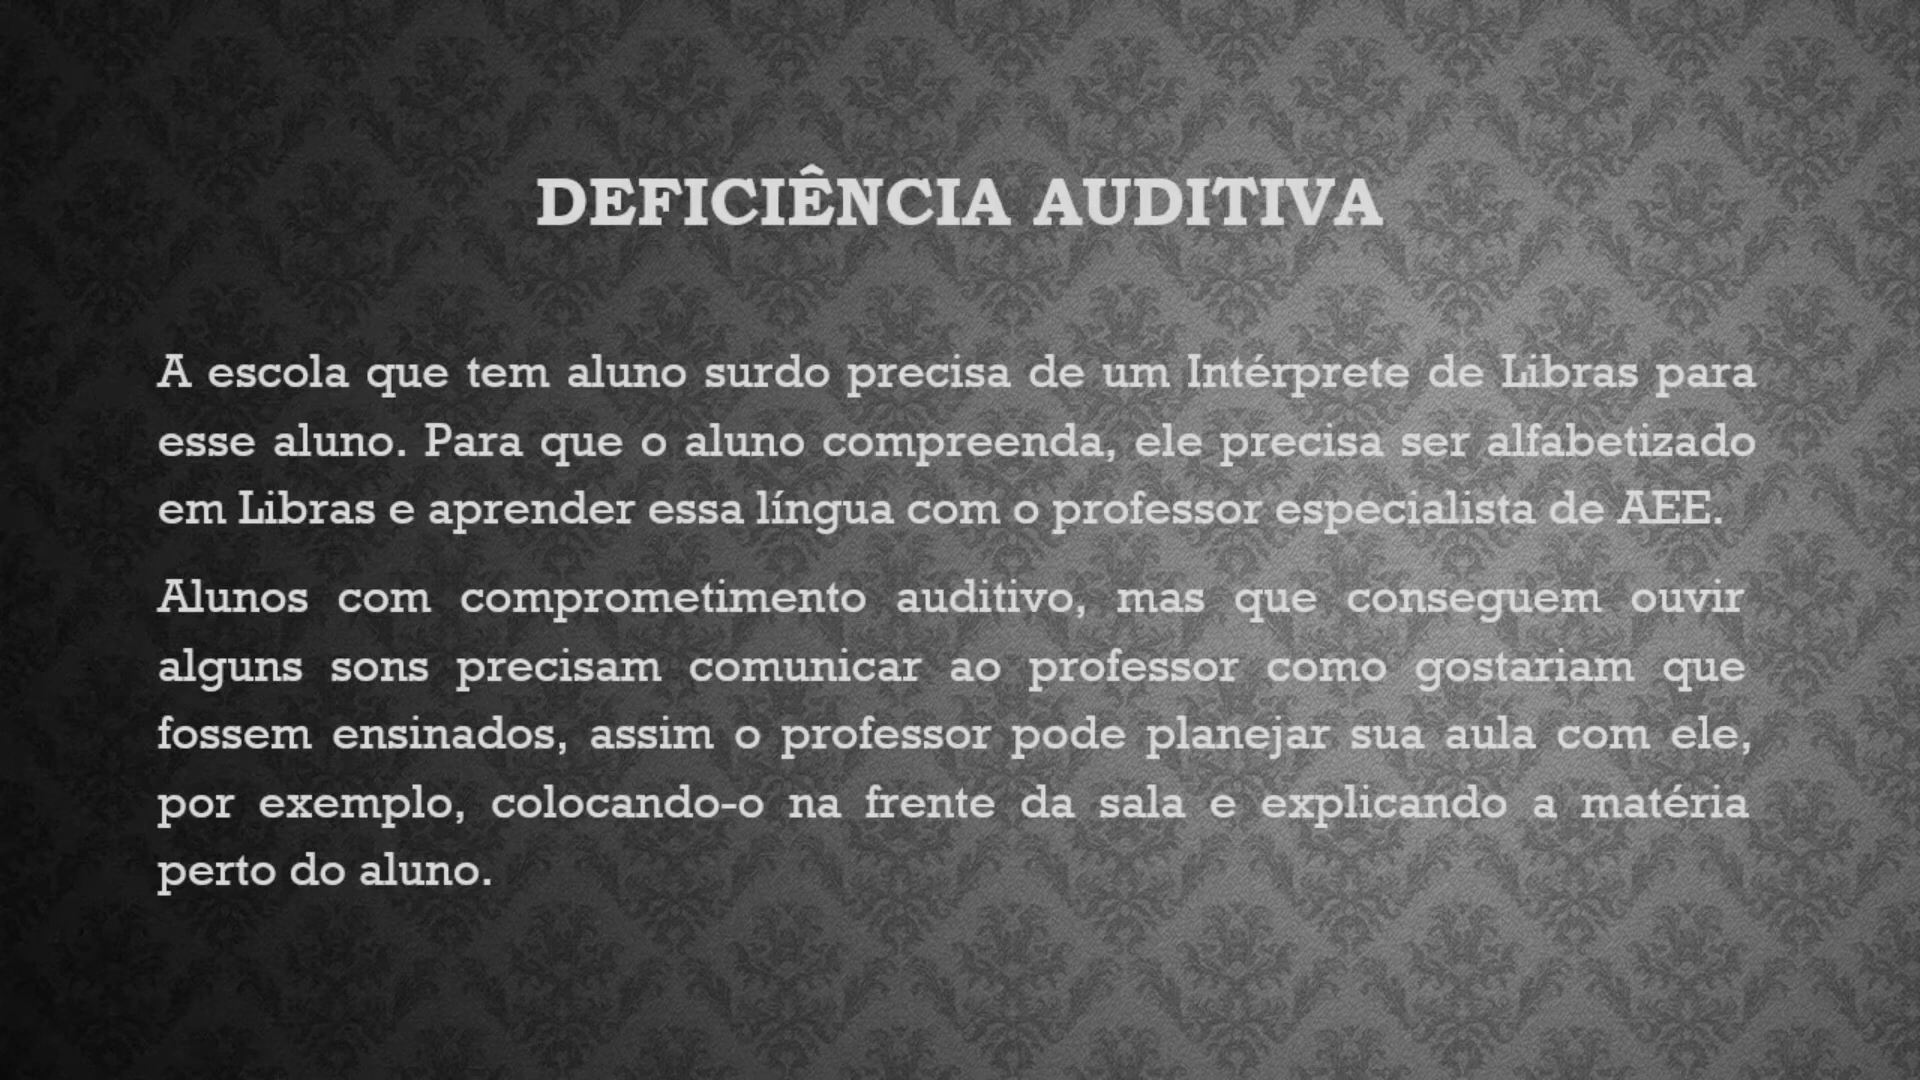 DEFICIÊNCIA AUDITIVA
A escola que tem aluno surdo precisa de um Intérprete de Libras para
esse aluno. Para que o aluno compreenda, ele precisa ser alfabetizado
em Libras e aprender essa língua com o professor especialista de AEE.
Alunos com comprometimento auditivo, mas que conseguem ouvir
alguns sons precisam comunicar ao professor como gostariam que
fossem ensinados, assim o professor pode planejar sua aula com ele,
por exemplo, colocando-o na frente da sala e explicando a matéria
perto do aluno.